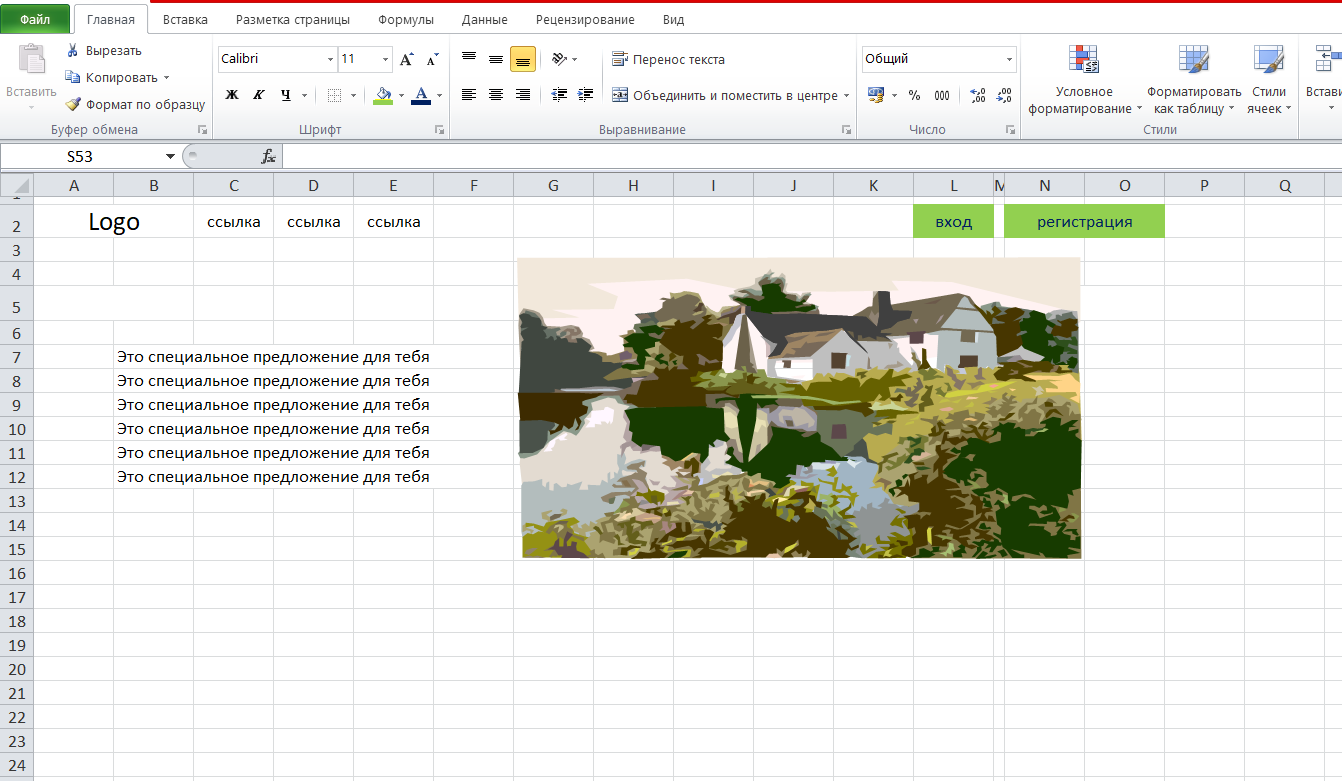 Файл Главная Вставка Разметка страницы Формулы Данные Рецензирование Вид
Вставить
Вырезать
Копировать
Формат по образцу
Буфер обмена
Calibri 11
Ж К Ч А
Шрифт
Перенос текста
Объединить и поместить в центре
Выравнивание
Общий
% 000
Число
Условное форматирование
Форматировать как таблицу
Стили ячеек
Стили
S53 fx
A B C D E F G H I J K L M N O P Q
1
2 Logo ссылка ссылка ссылка вход регистрация
3
4
5
6
7 Это специальное предложение для тебя
8 Это специальное предложение для тебя
9 Это специальное предложение для тебя
10 Это специальное предложение для тебя
11 Это специальное предложение для тебя
12 Это специальное предложение для тебя
13
14
15
16
17
18
19
20
21
22
23
24